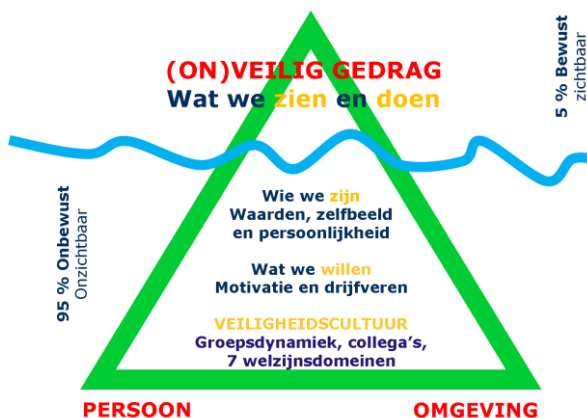 (ON)VEILIG GEDRAG
Wat we zien en doen
5 % Bewust
zichtbaar
95 % Onbewust
Onzichtbaar
Wie we zijn
Waarden, zelfbeeld
en persoonlijkheid
Wat we willen
Motivatie en drijfveren
VEILIGHEIDSCULTUUR
Groepsdynamiek, collega's,
7 welzijnsdomeinen
PERSOON
OMGEVING